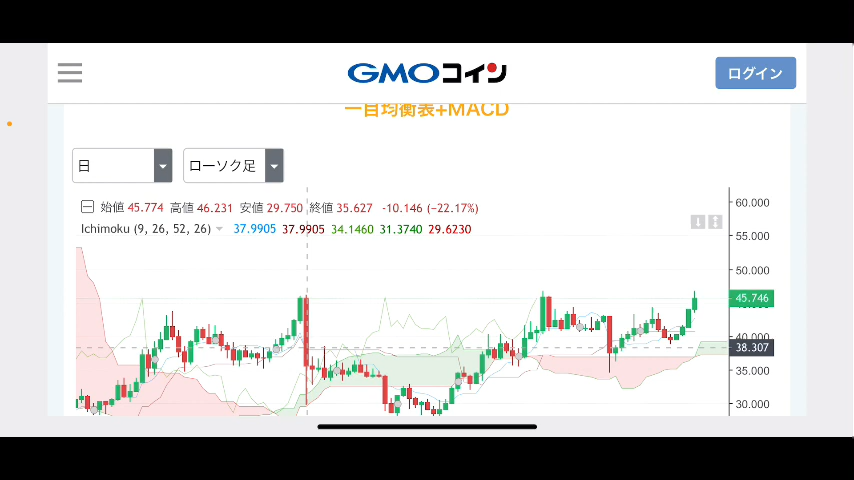 GMOコイン
ログイン
一目均衡表+MACD
日
ローソク足
始値 45.774 高値 46.231 安値 29.750 終値 35.627 -10.146 (−22.17%)
Ichimoku (9, 26, 52, 26) 37.9905 37.9905 34.1460 31.3740 29.6230
60.000
55.000
50.000
45.746
40.000
38.307
35.000
30.000